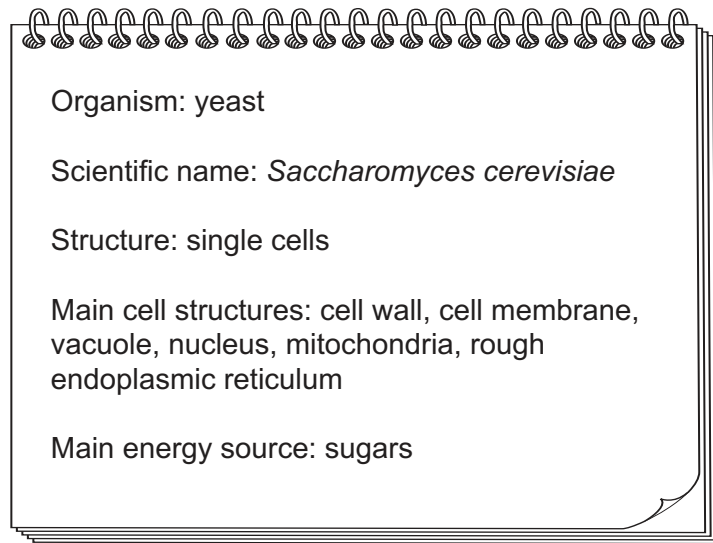 Organism: yeast
Scientific name: Saccharomyces cerevisiae
Structure: single cells
Main cell structures: cell wall, cell membrane,
vacuole, nucleus, mitochondria, rough
endoplasmic reticulum
Main energy source: sugars